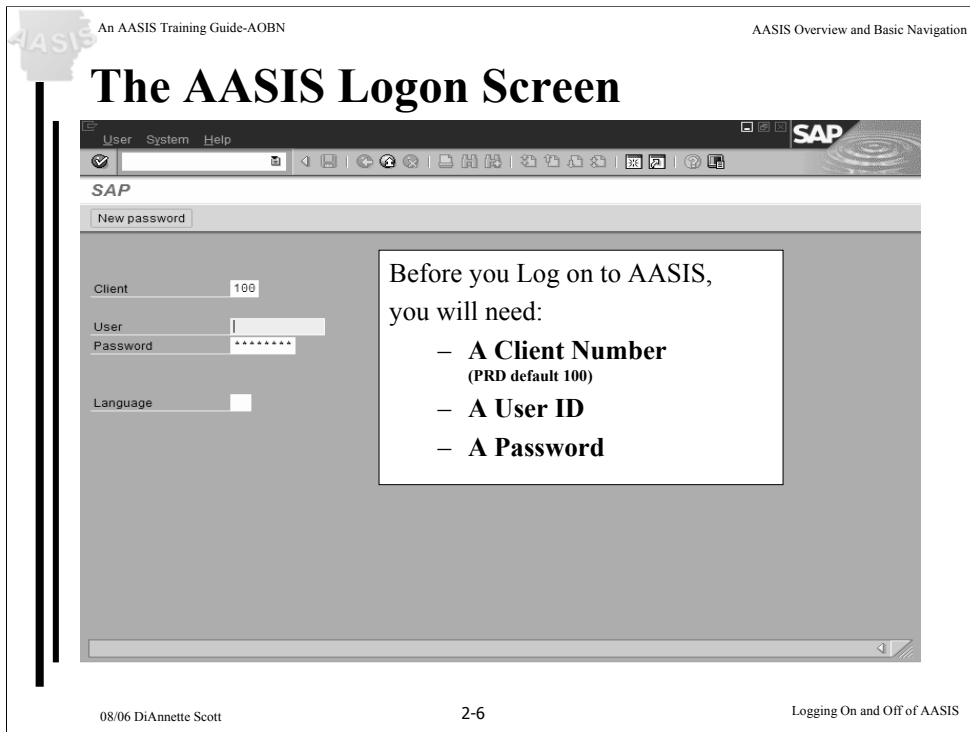 AASIS
An AASIS Training Guide-AOBN
AASIS Overview and Basic Navigation
The AASIS Logon Screen
User System Help
SAP
SAP
New password
Client 100
User
Password ********
Language
Before you Log on to AASIS,
you will need:
– A Client Number
(PRD default 100)
– A User ID
– A Password
08/06 DiAnnette Scott
2-6
Logging On and Off of AASIS